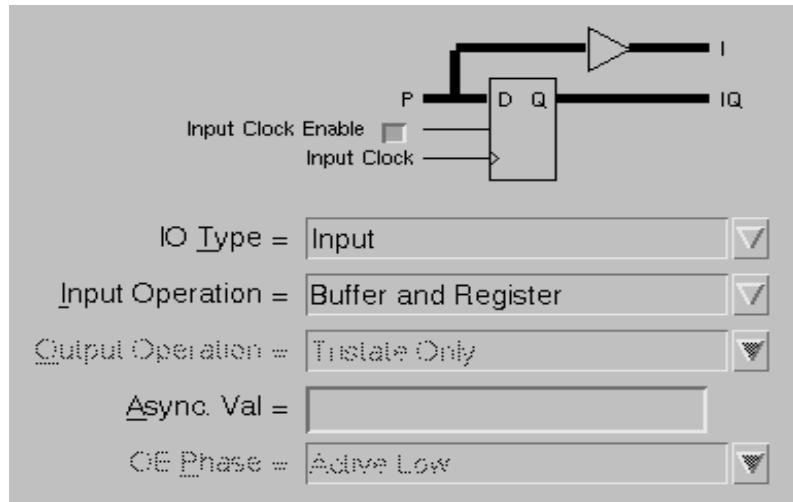 I
P D Q IQ
Input Clock Enable
Input Clock
IO Type = Input
Input Operation = Buffer and Register
Output Operation = Tristate Only
Async. Val =
OE Phase = Active Low